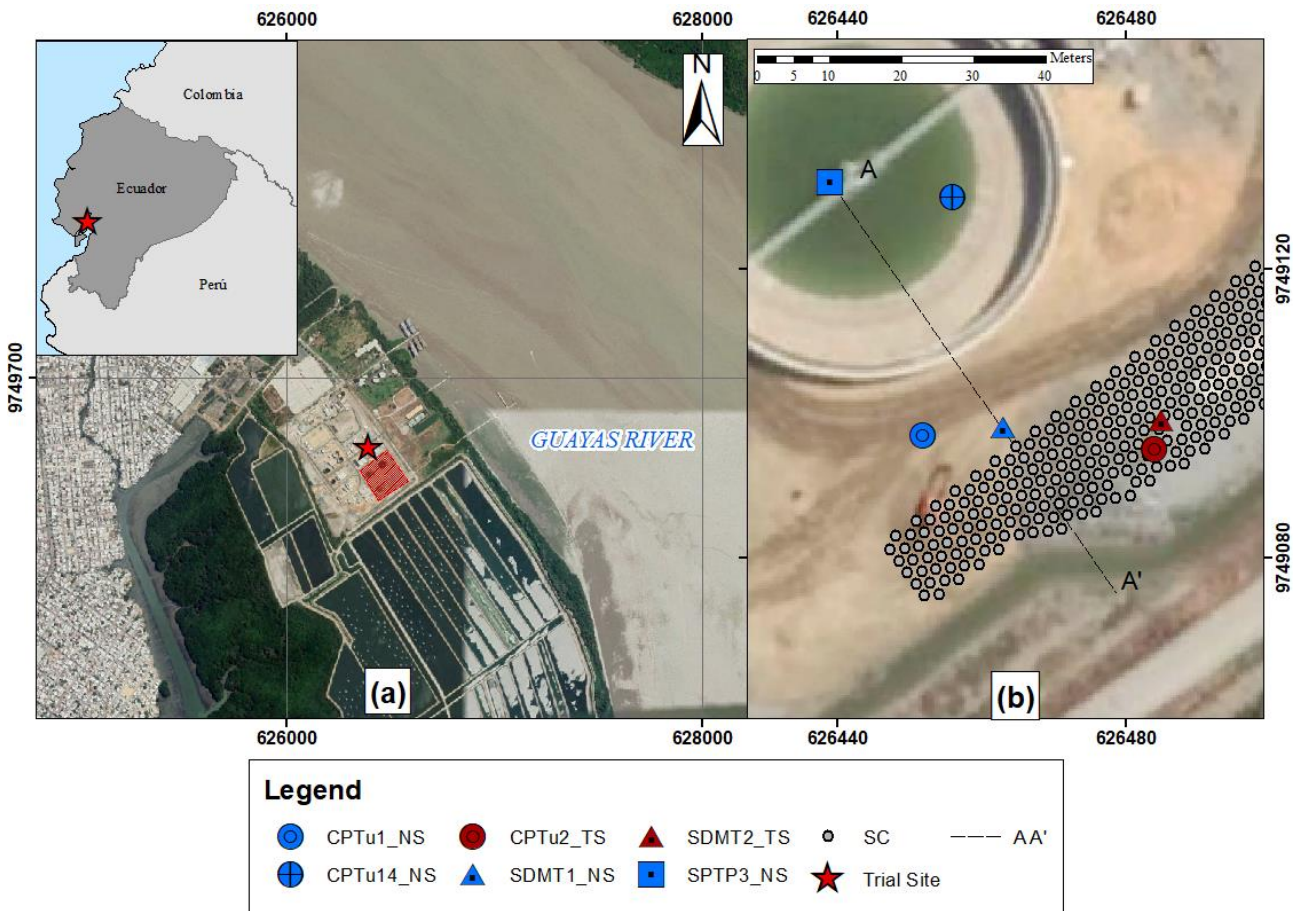 626000
628000
626440
626480
Colombia
Ecuador
Perú
N
Meters
0 5 10 20 30 40
A
9749700
9749120
GUAYAS RIVER
9749080
A'
(a)
(b)
626000
628000
626440
626480
Legend
CPTu1_NS
CPTu2_TS
SDMT2_TS
SC
AA'
CPTu14_NS
SDMT1_NS
SPTP3_NS
Trial Site